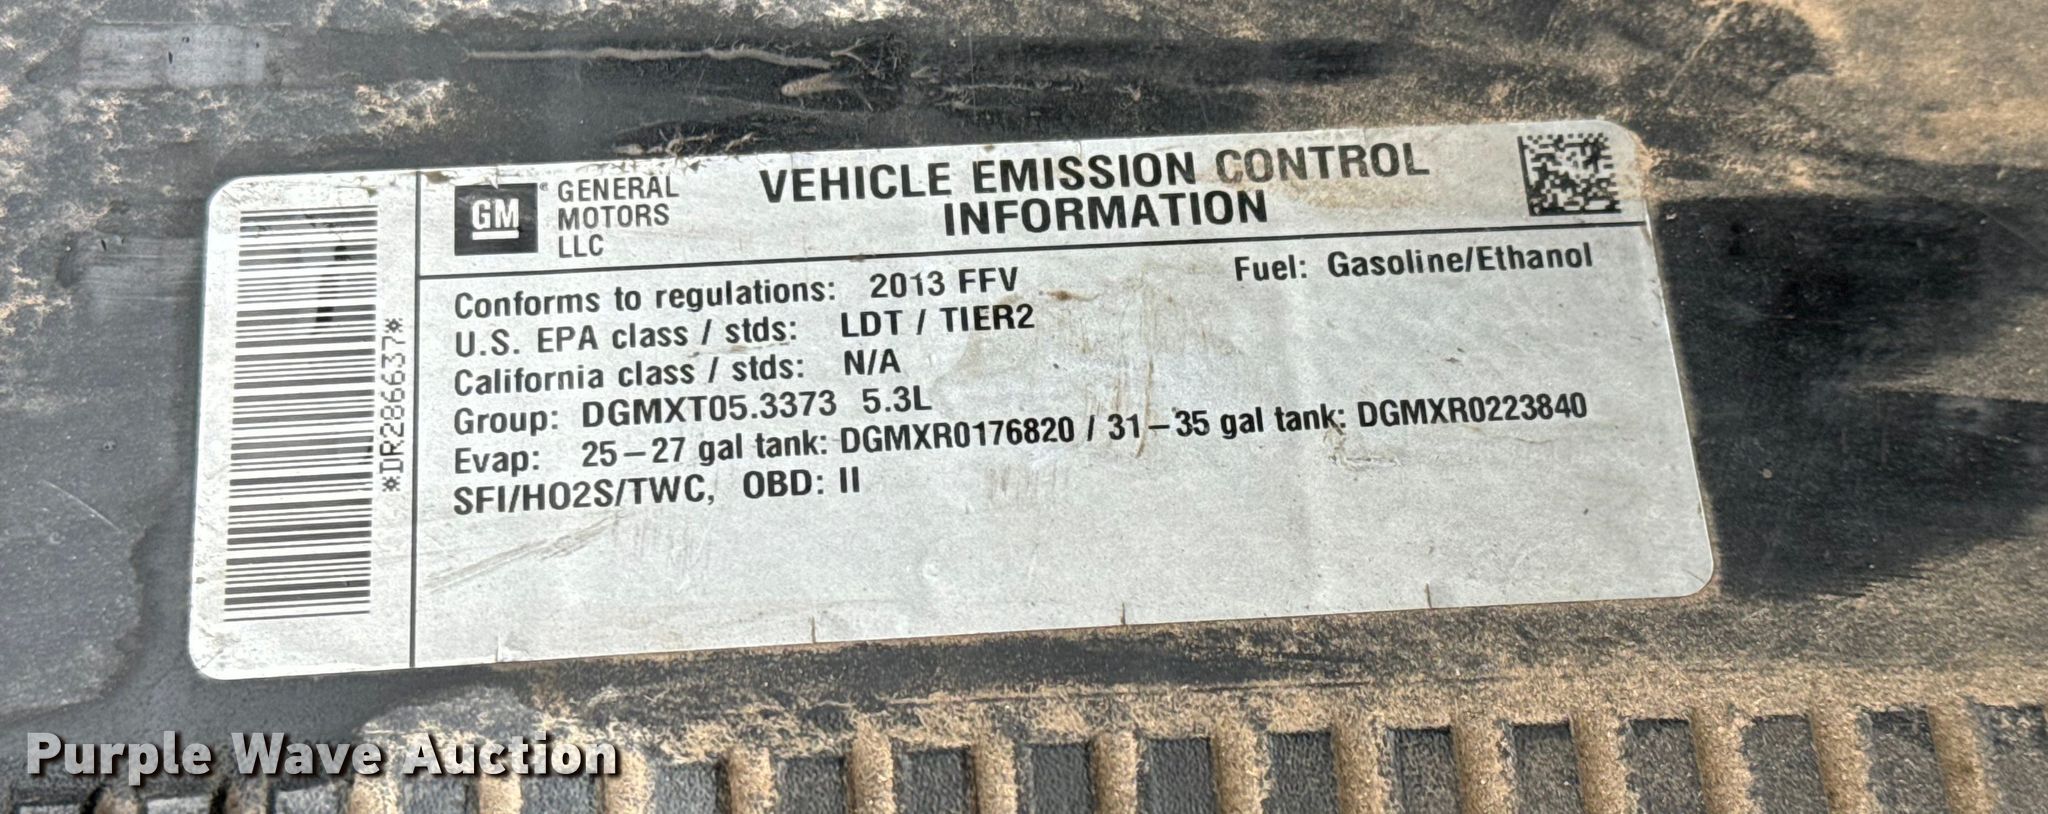 GM
GENERAL
MOTORS
LLC
VEHICLE EMISSION CONTROL
INFORMATION
Conforms to regulations: 2013 FFV
Fuel: Gasoline/Ethanol
U.S. EPA class / stds: LDT / TIER2
California class / stds: N/A
Group: DGMXT05.3373 5.3L
Evap: 25–27 gal tank: DGMXR0176820 / 31–35 gal tank: DGMXR0223840
SFI/HO2S/TWC, OBD: II
*DR2866637*
Purple Wave Auction